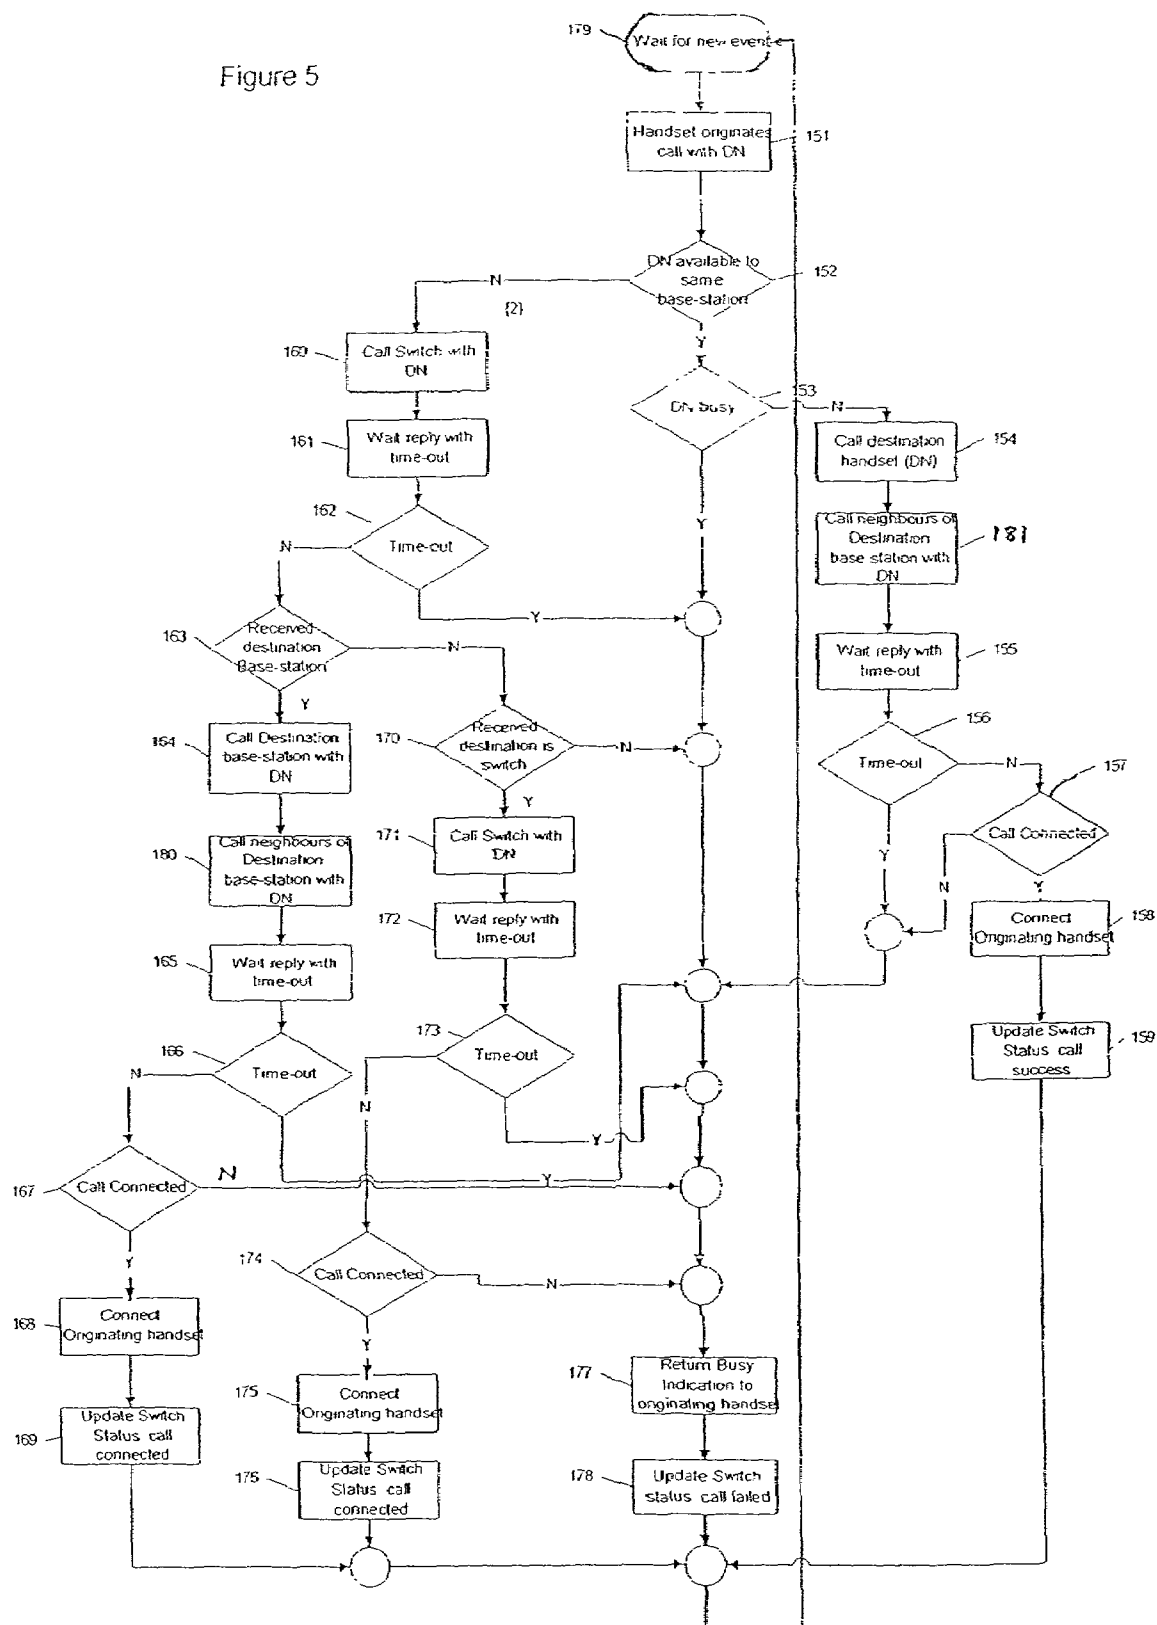 Figure 5
179
Wait for new event
Handset originates
call with DN
151
DN available to
same
base-station
152
N
{2}
Y
160
Call Switch with
DN
DN busy
153
N
161
Wait reply with
time-out
Call destination
handset (DN)
154
162
Time-out
N
Y
Y
Call neighbours of
Destination
base station with
DN
181
163
Received
destination
Base-station
N
Y
Wait reply with
time-out
155
164
Call Destination
base-station with
DN
170
Received
destination is
switch
N
Y
156
Time-out
N
Y
157
Call Connected
N
Y
171
Call Switch with
DN
180
Call neighbours of
Destination
base-station with
DN
172
Wait reply with
time-out
Connect
Originating handset
158
165
Wait reply with
time-out
173
Time-out
N
Y
Update Switch
Status call
success
159
166
Time-out
N
Y
167
Call Connected
N
Y
174
Call Connected
N
Y
168
Connect
Originating handset
175
Connect
Originating handset
177
Return Busy
Indication to
originating handse
169
Update Switch
Status call
connected
175
Update Switch
Status call
connected
178
Update Switch
status call failed